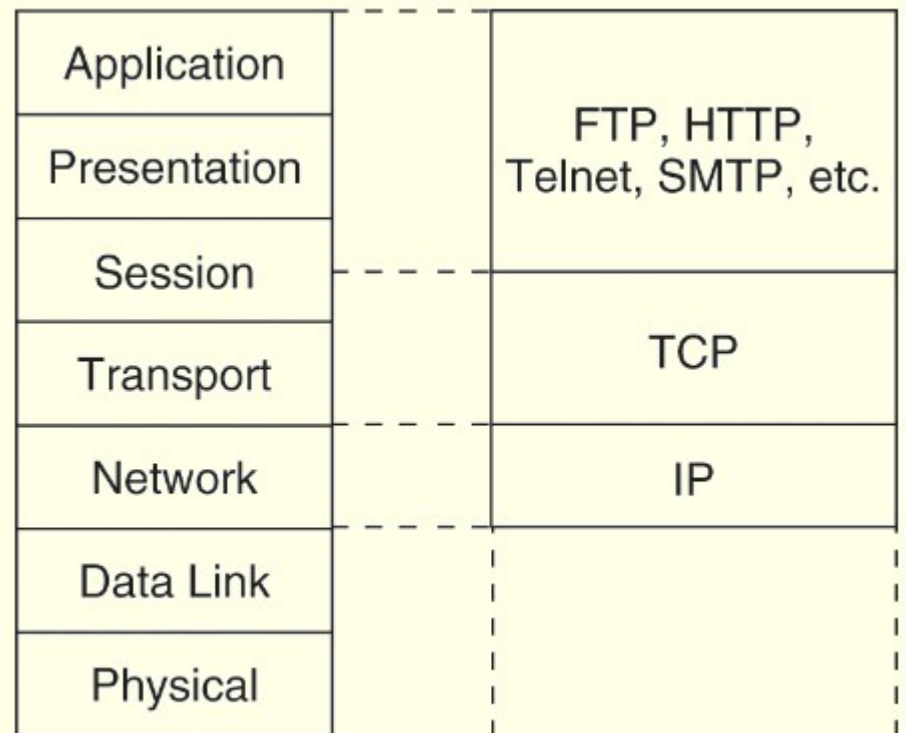 Application
Presentation
Session
Transport
Network
Data Link
Physical
FTP, HTTP,
Telnet, SMTP, etc.
TCP
IP